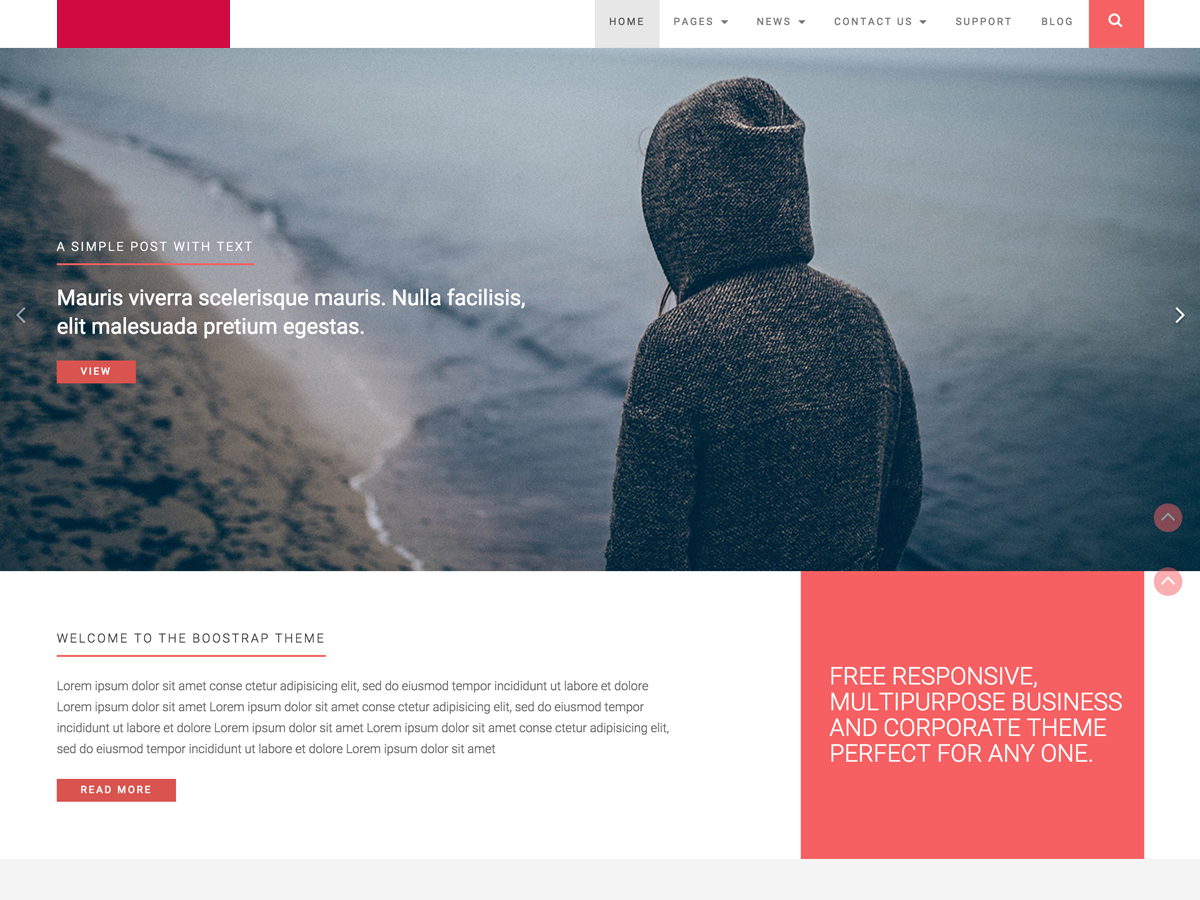 HOME PAGES NEWS CONTACT US SUPPORT BLOG
A SIMPLE POST WITH TEXT
Mauris viverra scelerisque mauris. Nulla facilisis,
elit malesuada pretium egestas.
VIEW
WELCOME TO THE BOOSTRAP THEME
Lorem ipsum dolor sit amet conse ctetur adipisicing elit, sed do eiusmod tempor incididunt ut labore et dolore
Lorem ipsum dolor sit amet Lorem ipsum dolor sit amet conse ctetur adipisicing elit, sed do eiusmod tempor
incididunt ut labore et dolore Lorem ipsum dolor sit amet Lorem ipsum dolor sit amet conse ctetur adipisicing elit,
sed do eiusmod tempor incididunt ut labore et dolore Lorem ipsum dolor sit amet
READ MORE
FREE RESPONSIVE,
MULTIPURPOSE BUSINESS
AND CORPORATE THEME
PERFECT FOR ANY ONE.